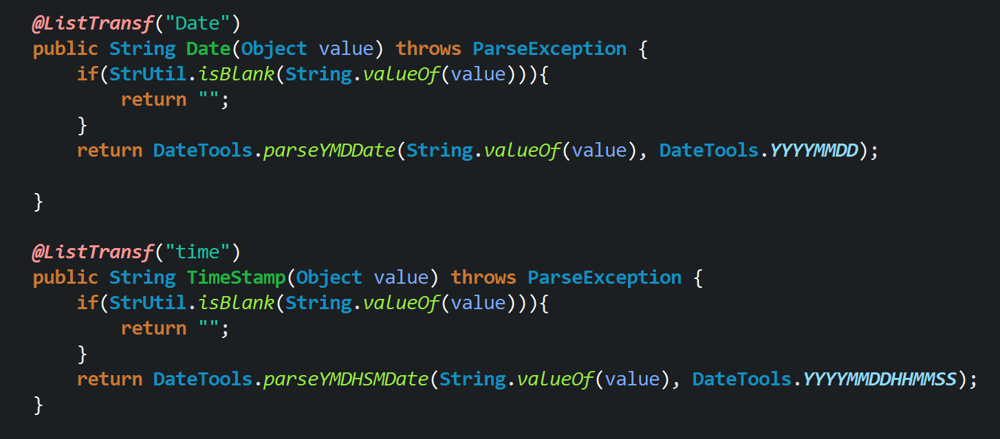 @ListTransf("Date")
public String Date(Object value) throws ParseException {
    if(StrUtil.isBlank(String.valueOf(value))){
        return "";
    }
    return DateTools.parseYMDDate(String.valueOf(value), DateTools.YYYYMMDD);

}

@ListTransf("time")
public String TimeStamp(Object value) throws ParseException {
    if(StrUtil.isBlank(String.valueOf(value))){
        return "";
    }
    return DateTools.parseYMDHSMDate(String.valueOf(value), DateTools.YYYYMMDDHHMMSS);
}